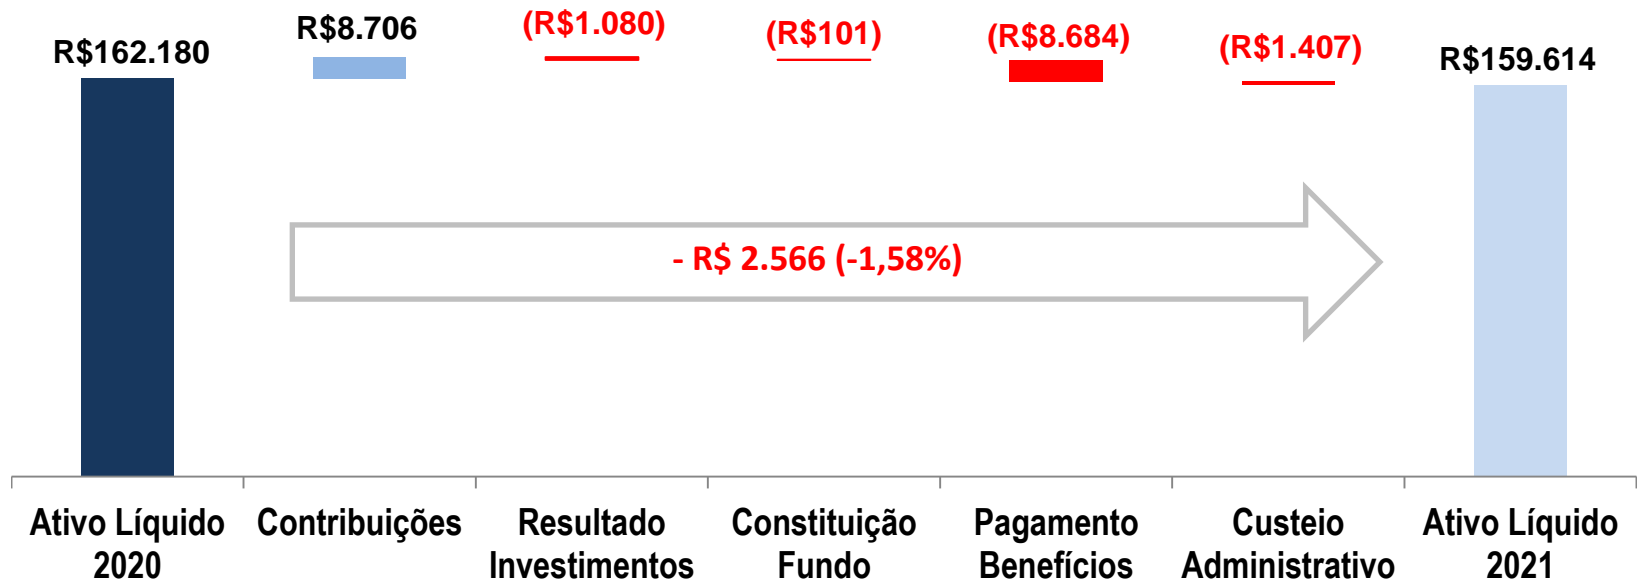 R$162.180
R$8.706
(R$1.080)
(R$101)
(R$8.684)
(R$1.407)
R$159.614
- R$ 2.566 (-1,58%)
Ativo Líquido
2020
Contribuições
Resultado
Investimentos
Constituição
Fundo
Pagamento
Benefícios
Custeio
Administrativo
Ativo Líquido
2021